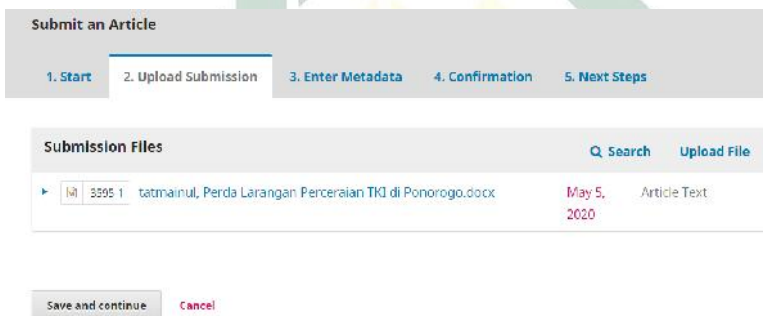 Submit an Article
1. Start 2. Upload Submission 3. Enter Metadata 4. Confirmation 5. Next Steps
Submission Files Search Upload File
3595-1 tatmainul, Perda Larangan Perceraian TKI di Ponorogo.docx May 5, Article Text
2020
Save and continue Cancel